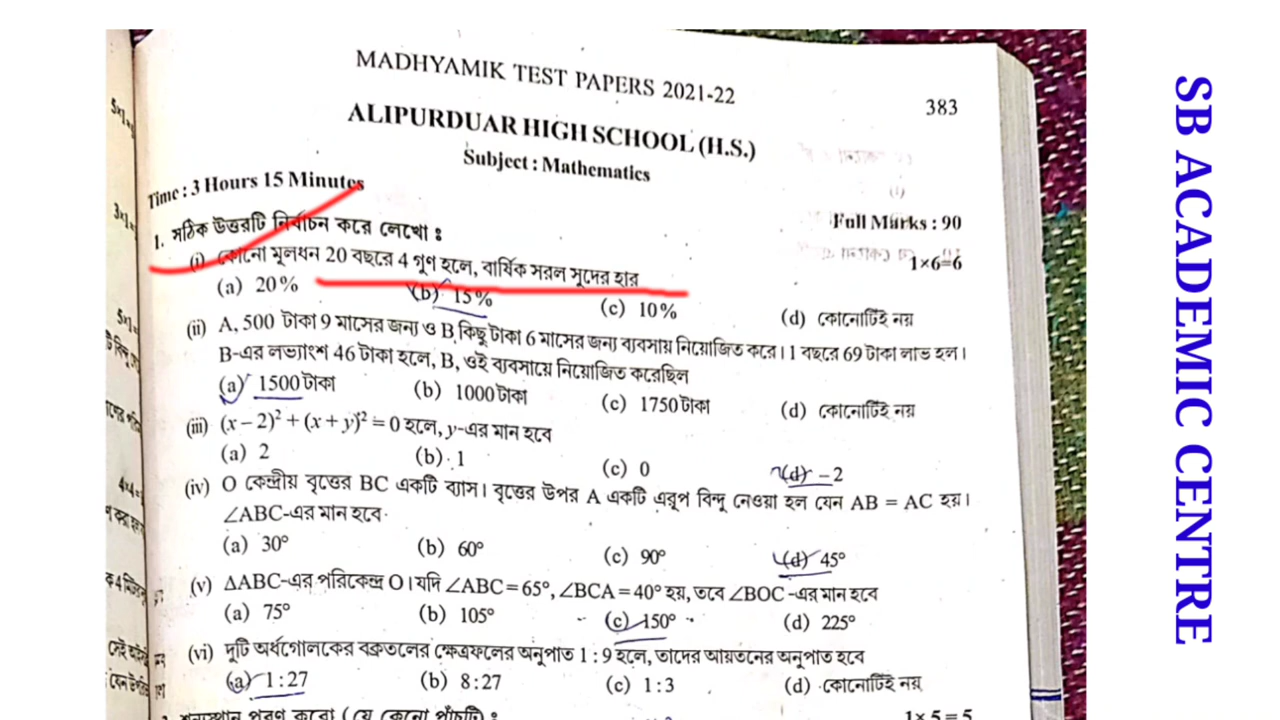 MADHYAMIK TEST PAPERS 2021-22
383
ALIPURDUAR HIGH SCHOOL (H.S.)
Subject : Mathematics
Time : 3 Hours 15 Minutes
Full Marks : 90
1. সঠিক উত্তরটি নির্বাচন করে লেখো :
1×6=6
(i) কোনো মূলধন 20 বছরে 4 গুণ হলে, বার্ষিক সরল সুদের হার
(a) 20% (b) 15% (c) 10% (d) কোনোটিই নয়
(ii) A, 500 টাকা 9 মাসের জন্য ও B কিছু টাকা 6 মাসের জন্য ব্যবসায় নিয়োজিত করে। 1 বছরে 69 টাকা লাভ হল।
B-এর লভ্যাংশ 46 টাকা হলে, B, ওই ব্যবসায়ে নিয়োজিত করেছিল
(a) 1500 টাকা (b) 1000 টাকা (c) 1750 টাকা (d) কোনোটিই নয়
(iii) (x – 2)² + (x + y)² = 0 হলে, y-এর মান হবে
(a) 2 (b) 1 (c) 0 (d) –2
(iv) O কেন্দ্রীয় বৃত্তের BC একটি ব্যাস। বৃত্তের উপর A একটি এরূপ বিন্দু নেওয়া হল যেন AB = AC হয়।
∠ABC-এর মান হবে
(a) 30° (b) 60° (c) 90° (d) 45°
(v) ΔABC-এর পরিকেন্দ্র O। যদি ∠ABC = 65°, ∠BCA = 40° হয়, তবে ∠BOC-এর মান হবে
(a) 75° (b) 105° (c) 150° (d) 225°
(vi) দুটি অর্ধগোলকের বক্রতলের ক্ষেত্রফলের অনুপাত 1 : 9 হলে, তাদের আয়তনের অনুপাত হবে
(a) 1 : 27 (b) 8 : 27 (c) 1 : 3 (d) কোনোটিই নয়
শূন্যস্থান পূরণ করো (যে কোনো পাঁচটি) :
1× 5 = 5
SB ACADEMIC CENTRE